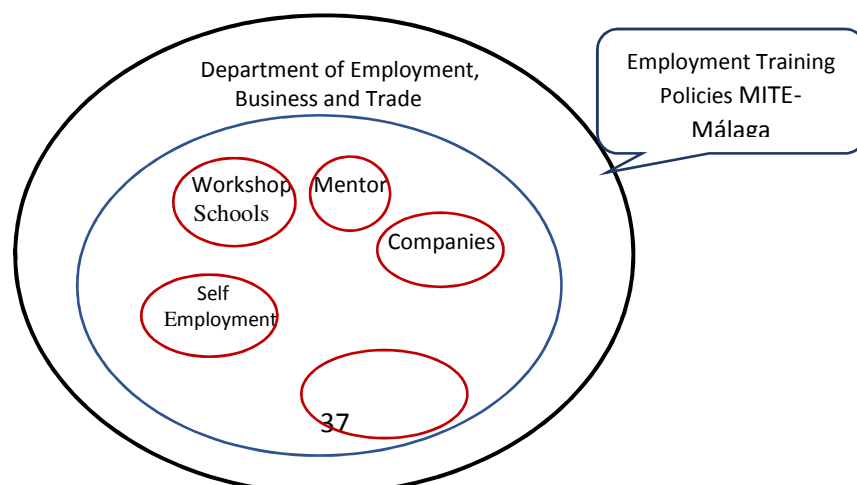 Department of Employment,
Business and Trade
Employment Training
Policies MITE-
Málaga
Workshop
Schools
Mentor
Companies
Self
Employment
37